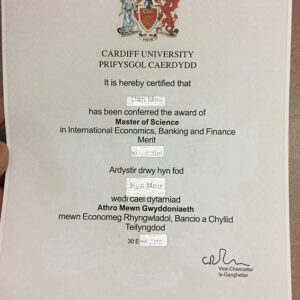 CARDIFF UNIVERSITY
PRIFYSGOL CAERDYDD
It is hereby certified that
has been conferred the award of
Master of Science
in International Economics, Banking and Finance
Merit
Ardystir drwy hyn fod
wedi cael dyfarniad
Athro Mewn Gwyddoniaeth
mewn Economeg Rhyngwladol, Bancio a Chyllid
Teilyngdod
30
Vice-Chancellor
Is-Ganghellor